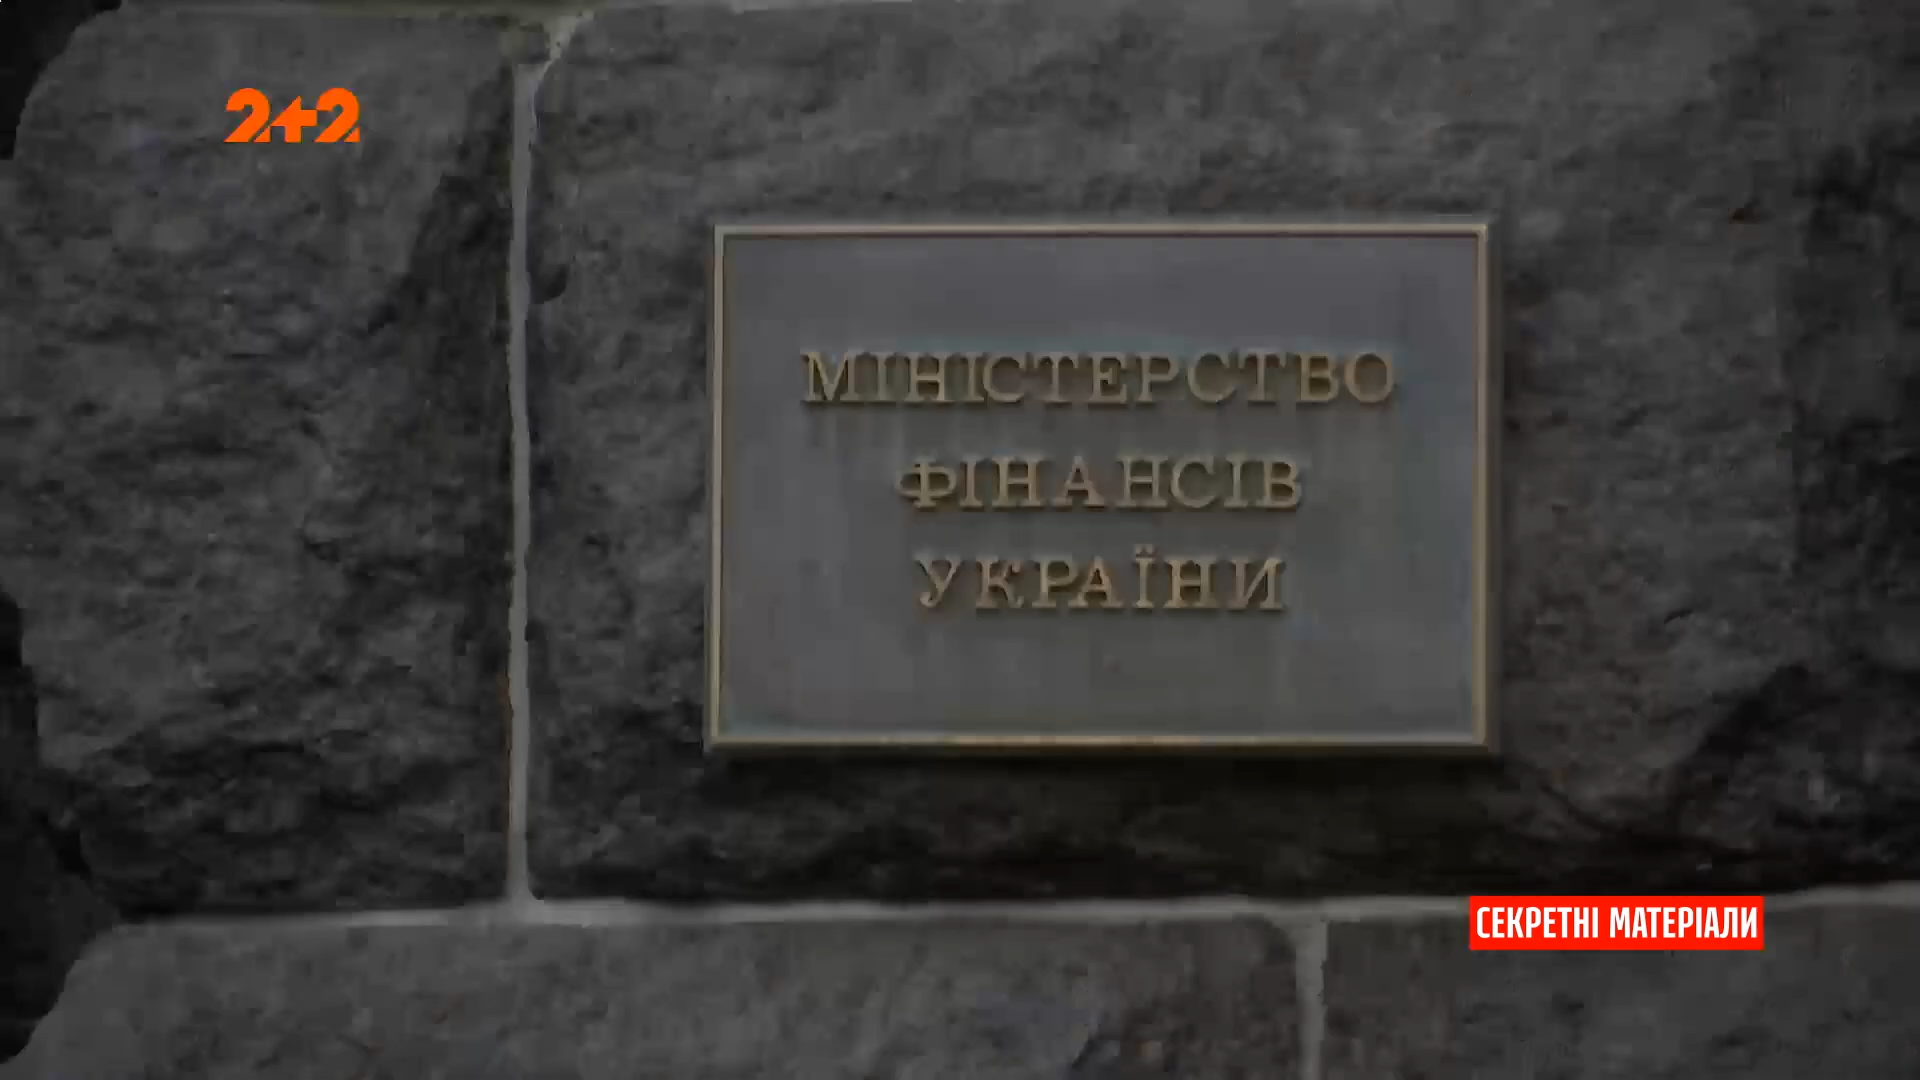 2+2
МІНІСТЕРСТВО
ФІНАНСІВ
УКРАЇНИ
СЕКРЕТНІ МАТЕРІАЛИ